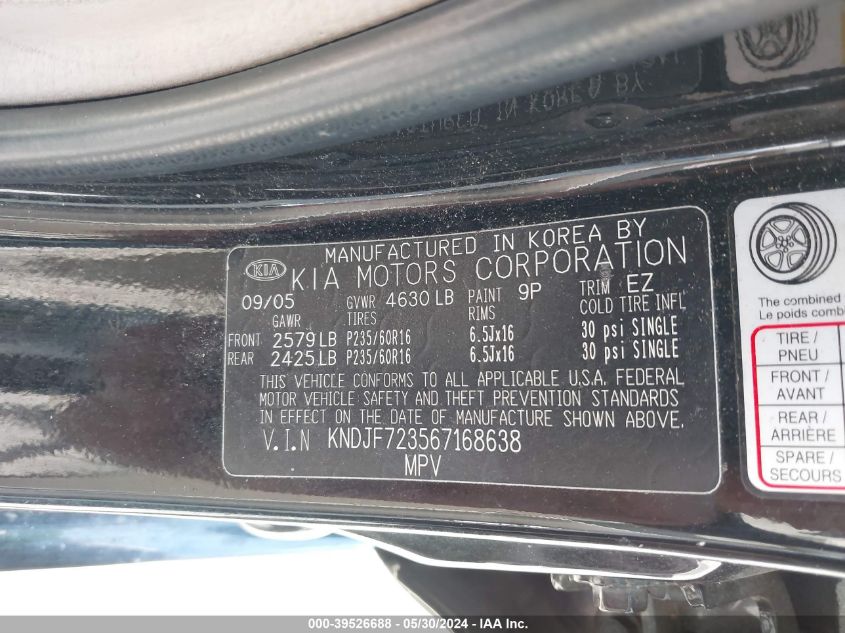 MANUFACTURED IN KOREA BY
KIA KIA MOTORS CORPORATION
09/05 GVWR 4630 LB PAINT 9P TRIM EZ
GAWR TIRES RIMS COLD TIRE INFL
FRONT 2579 LB P235/60R16 6.5Jx16 30 psi SINGLE
REAR 2425 LB P235/60R16 6.5Jx16 30 psi SINGLE
THIS VEHICLE CONFORMS TO ALL APPLICABLE U.S.A. FEDERAL
MOTOR VEHICLE SAFETY AND THEFT PREVENTION STANDARDS
IN EFFECT ON THE DATE OF MANUFACTURE SHOWN ABOVE.
V.I.N KNDJF723567168638
MPV
The combined
Le poids comb
TIRE /
PNEU
FRONT /
AVANT
REAR /
ARRIÈRE
SPARE /
SECOURS
000-39526688 - 05/30/2024 - IAAI.COM